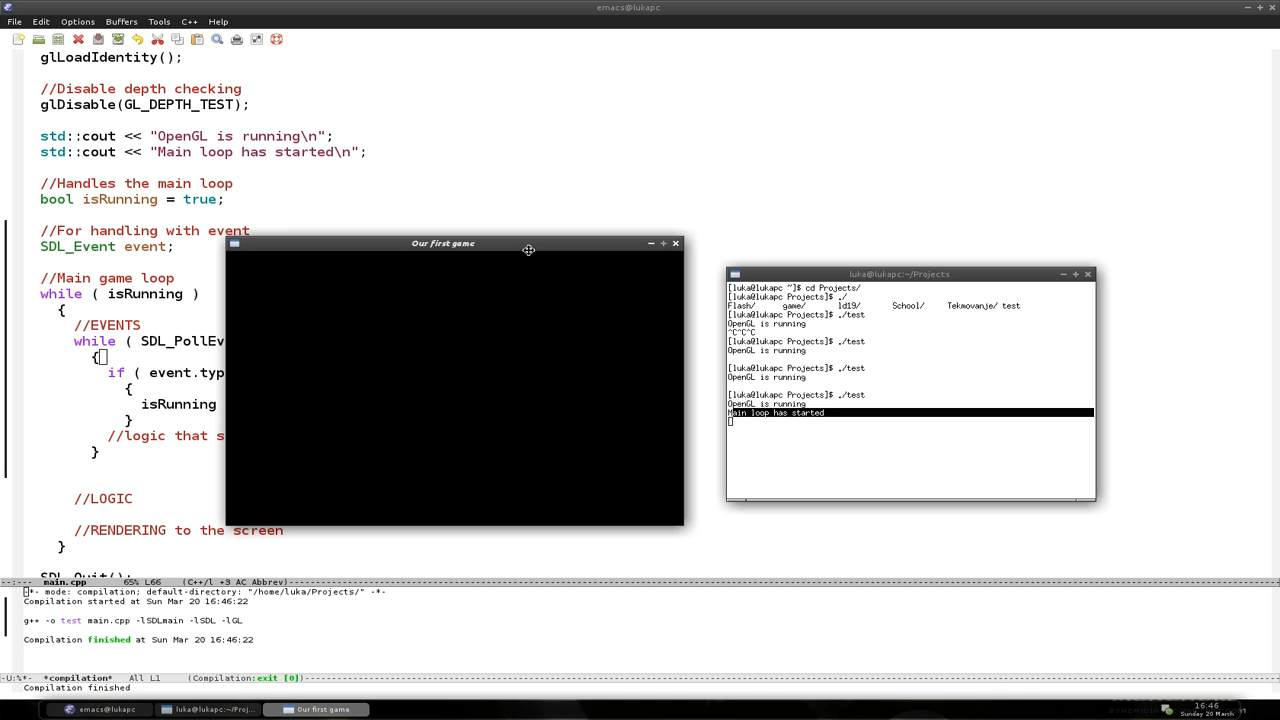 emacs@lukapc
File Edit Options Buffers Tools C++ Help
glLoadIdentity();
//Disable depth checking
glDisable(GL_DEPTH_TEST);
std::cout << "OpenGL is running\n";
std::cout << "Main loop has started\n";
//Handles the main loop
bool isRunning = true;
//For handling with event
SDL_Event event;
//Main game loop
while ( isRunning )
{
//EVENTS
while ( SDL_PollEv
{
if ( event.typ
{
isRunning
}
//logic that s
}
//LOGIC
//RENDERING to the screen
}
SDL_Quit();
Our first game
luka@lukapc:~/Projects
[luka@lukapc ~]$ cd Projects/
[luka@lukapc Projects]$ ./
Flash/ game/ ld19/ School/ Tekmovanje/ test
[luka@lukapc Projects]$ ./test
OpenGL is running
^C^C^C
[luka@lukapc Projects]$ ./test
OpenGL is running
[luka@lukapc Projects]$ ./test
OpenGL is running
[luka@lukapc Projects]$ ./test
OpenGL is running
Main loop has started
--:--- main.cpp 65% L66 (C++/l +3 AC Abbrev)
-*- mode: compilation; default-directory: "/home/luka/Projects/" -*-
Compilation started at Sun Mar 20 16:46:22
g++ -o test main.cpp -lSDLmain -lSDL -lGL
Compilation finished at Sun Mar 20 16:46:22
-U:%*- *compilation* All L1 (Compilation:exit [0])
Compilation finished
emacs@lukapc luka@lukapc:~/Proj... Our first game
16:46
Sunday 20 March